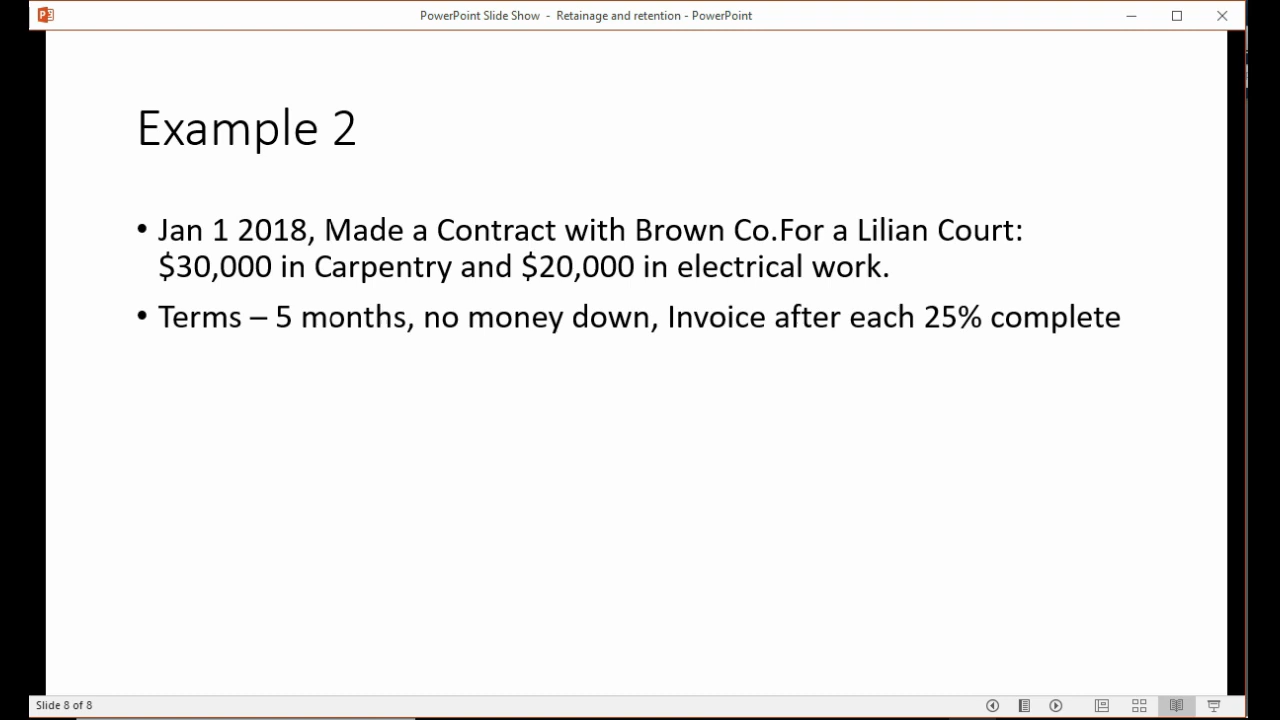 PowerPoint Slide Show - Retainage and retention - PowerPoint
Example 2
• Jan 1 2018, Made a Contract with Brown Co.For a Lilian Court:
$30,000 in Carpentry and $20,000 in electrical work.
• Terms – 5 months, no money down, Invoice after each 25% complete
Slide 8 of 8